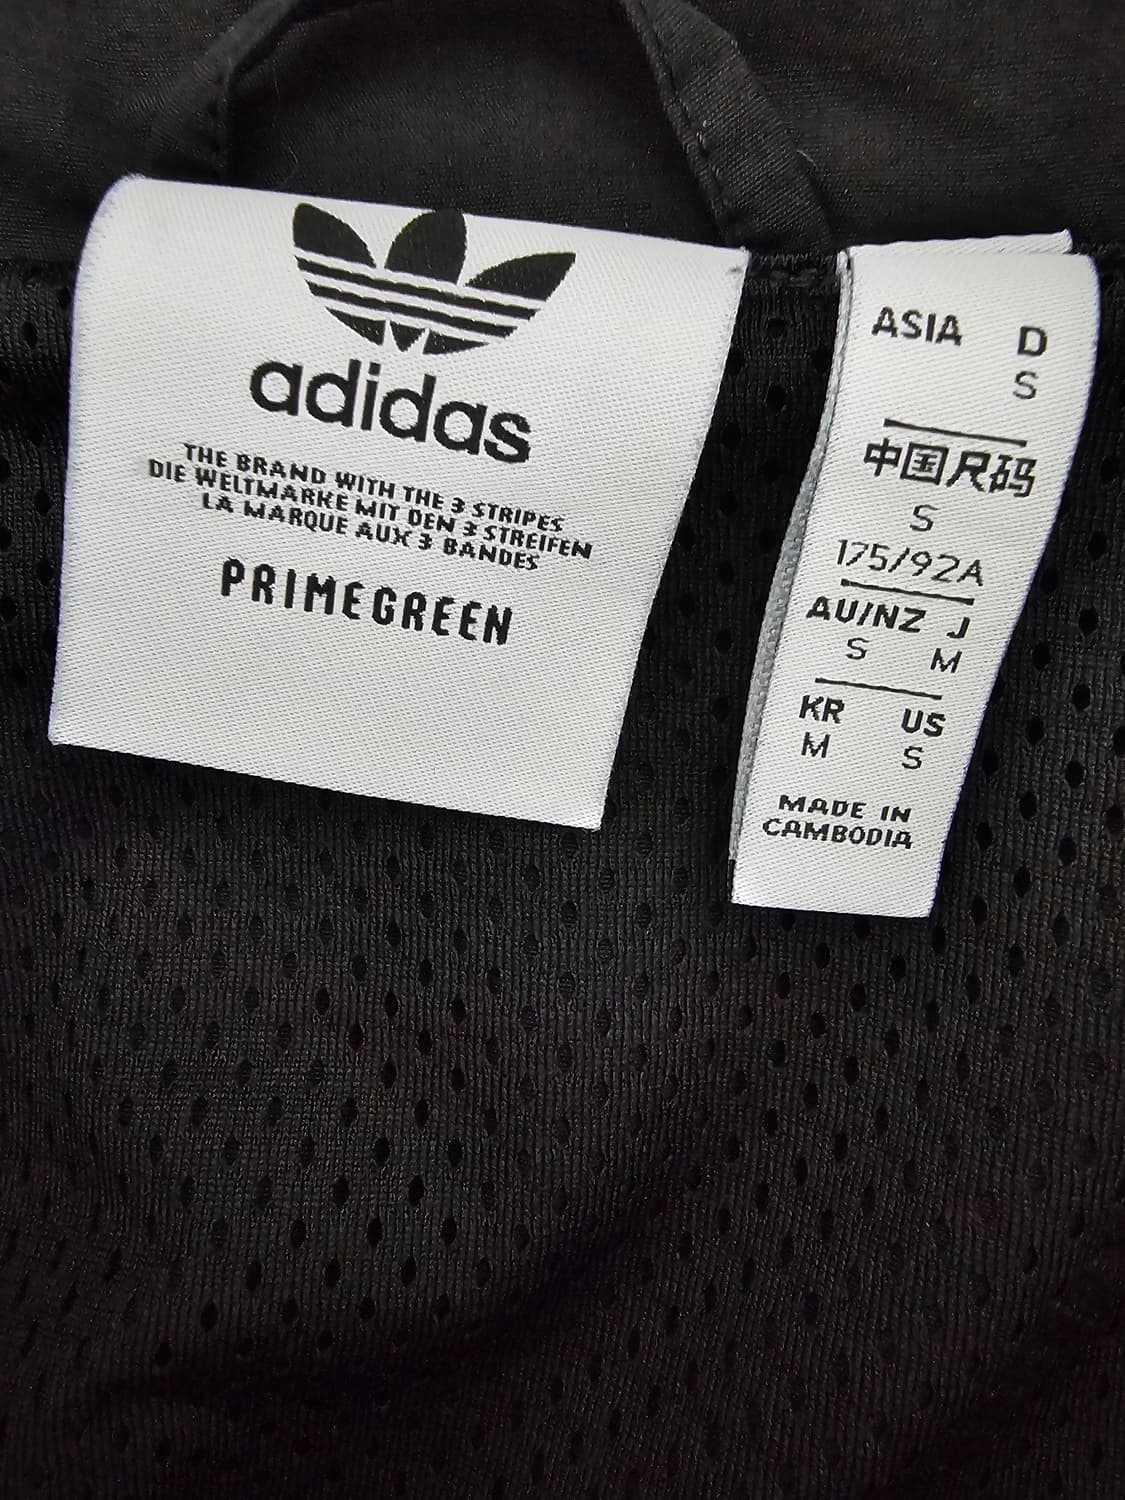 adidas
THE BRAND WITH THE 3 STRIPES
DIE WELTMARKE MIT DEN 3 STREIFEN
LA MARQUE AUX 3 BANDES
PRIMEGREEN
ASIA D
S
中国尺码
S
175/92A
AU/NZ J
S M
KR US
M S
MADE IN
CAMBODIA